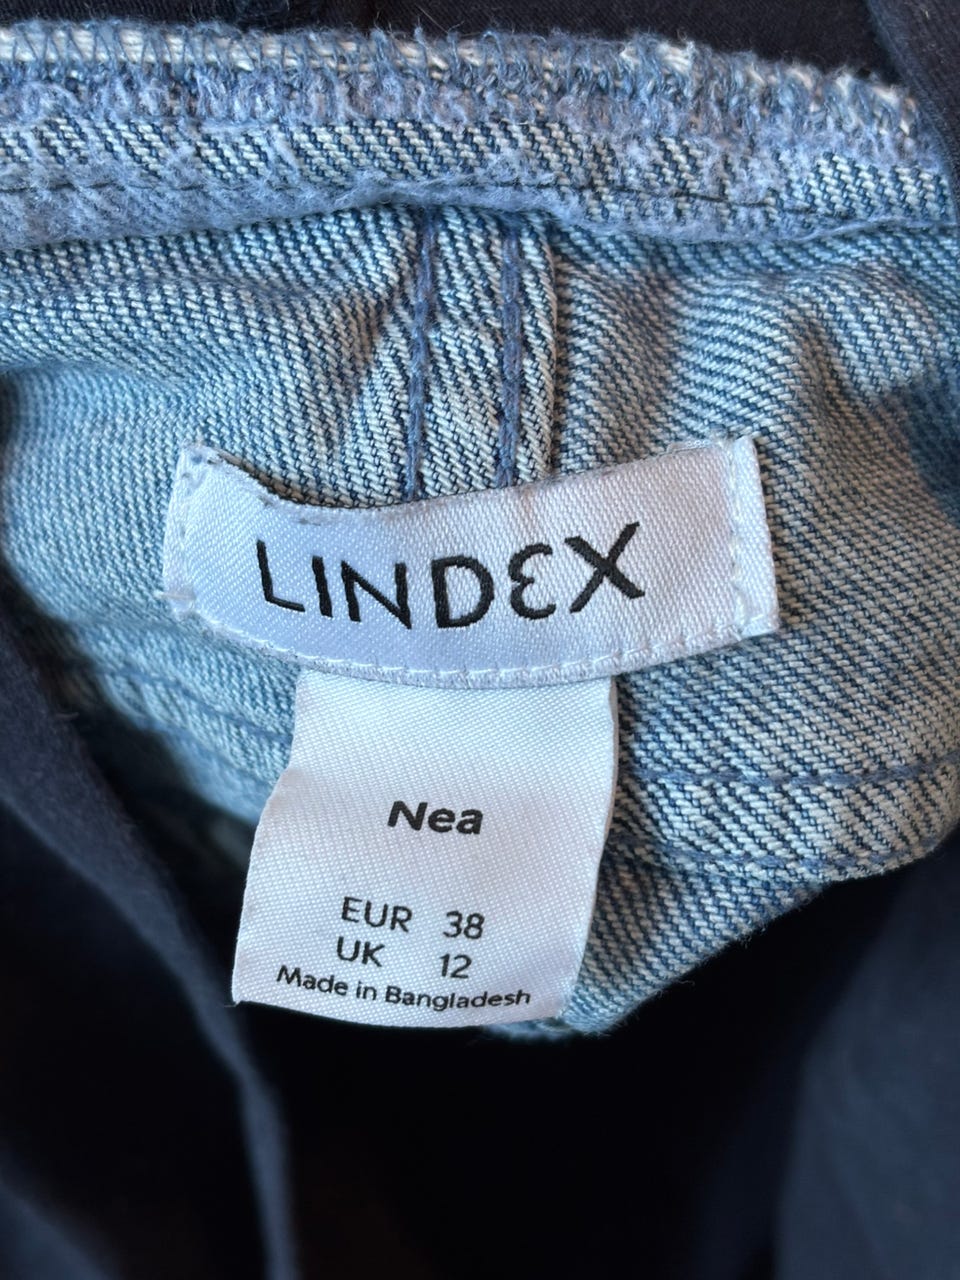 LINDEX
Nea
EUR 38
UK 12
Made in Bangladesh